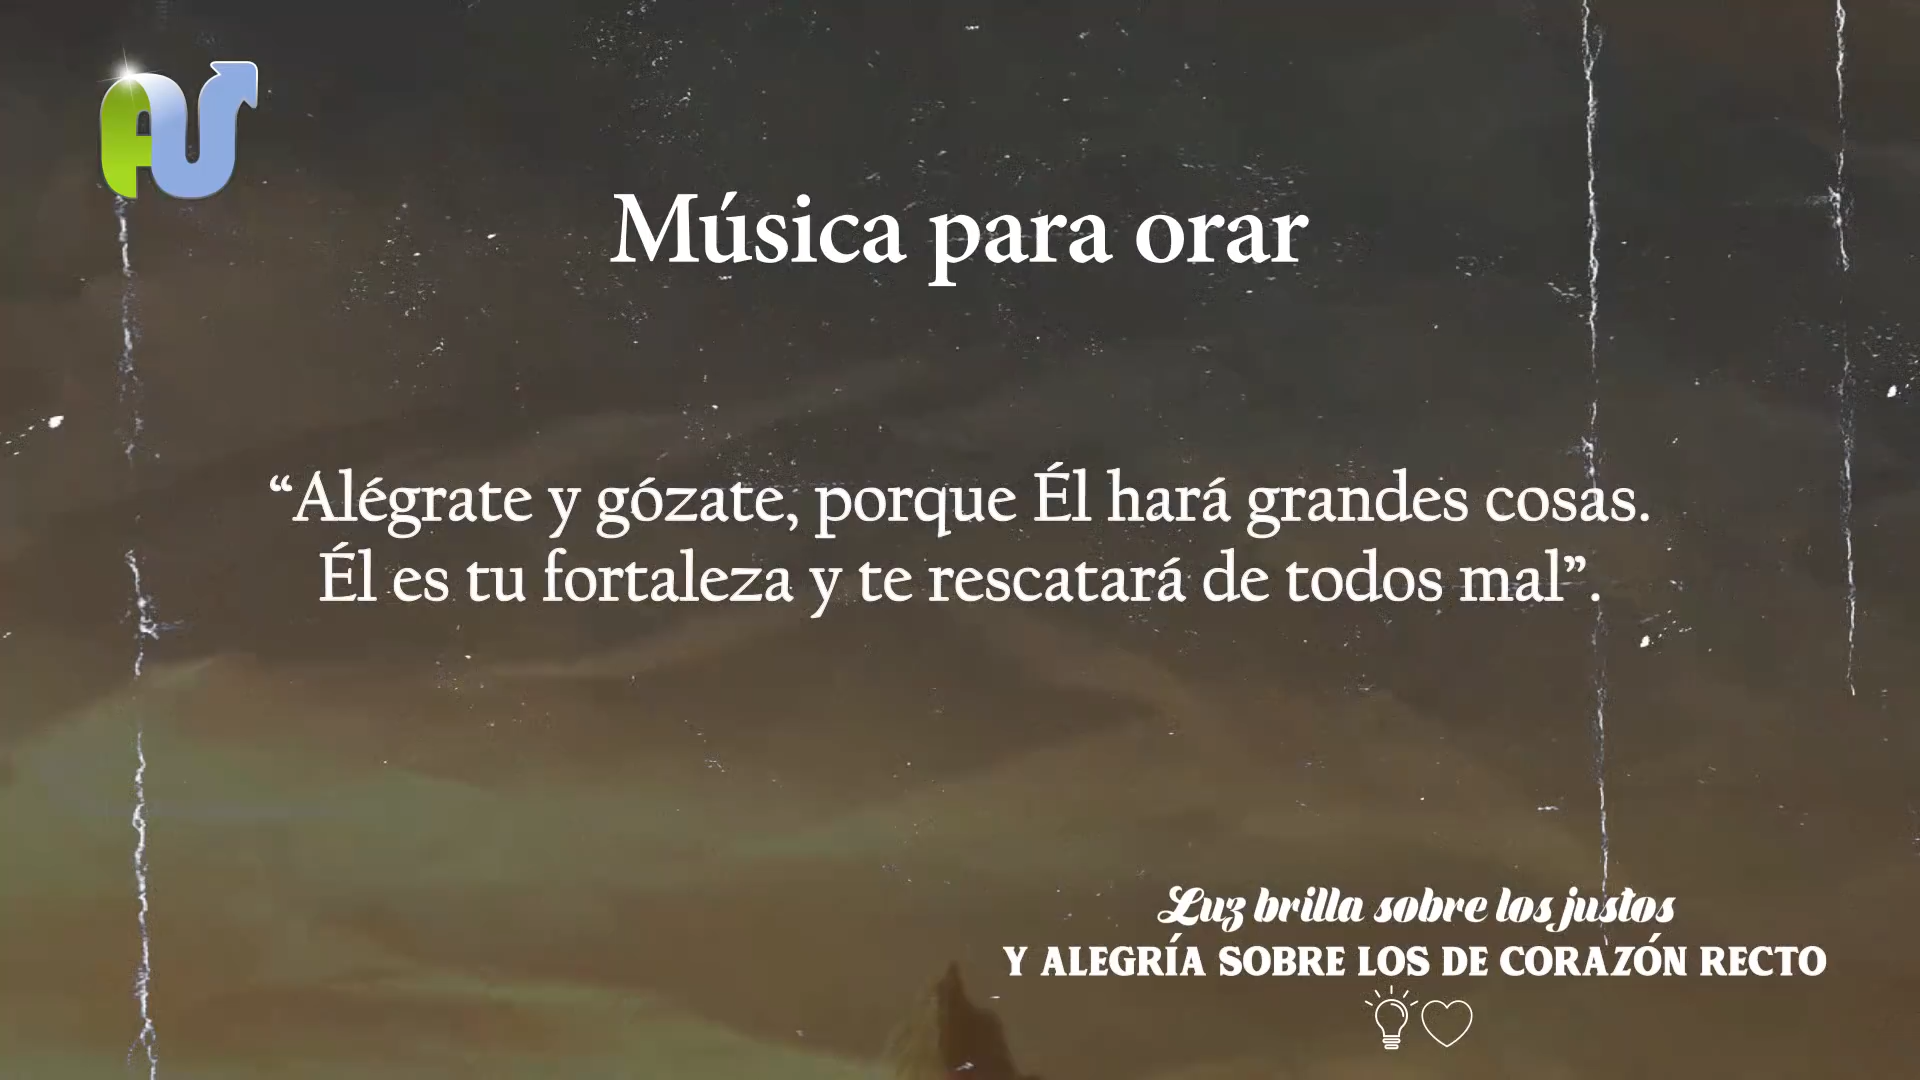 AU
Música para orar
“Alégrate y gózate, porque Él hará grandes cosas.
Él es tu fortaleza y te rescatará de todos mal”.
Luz brilla sobre los justos
Y ALEGRÍA SOBRE LOS DE CORAZÓN RECTO